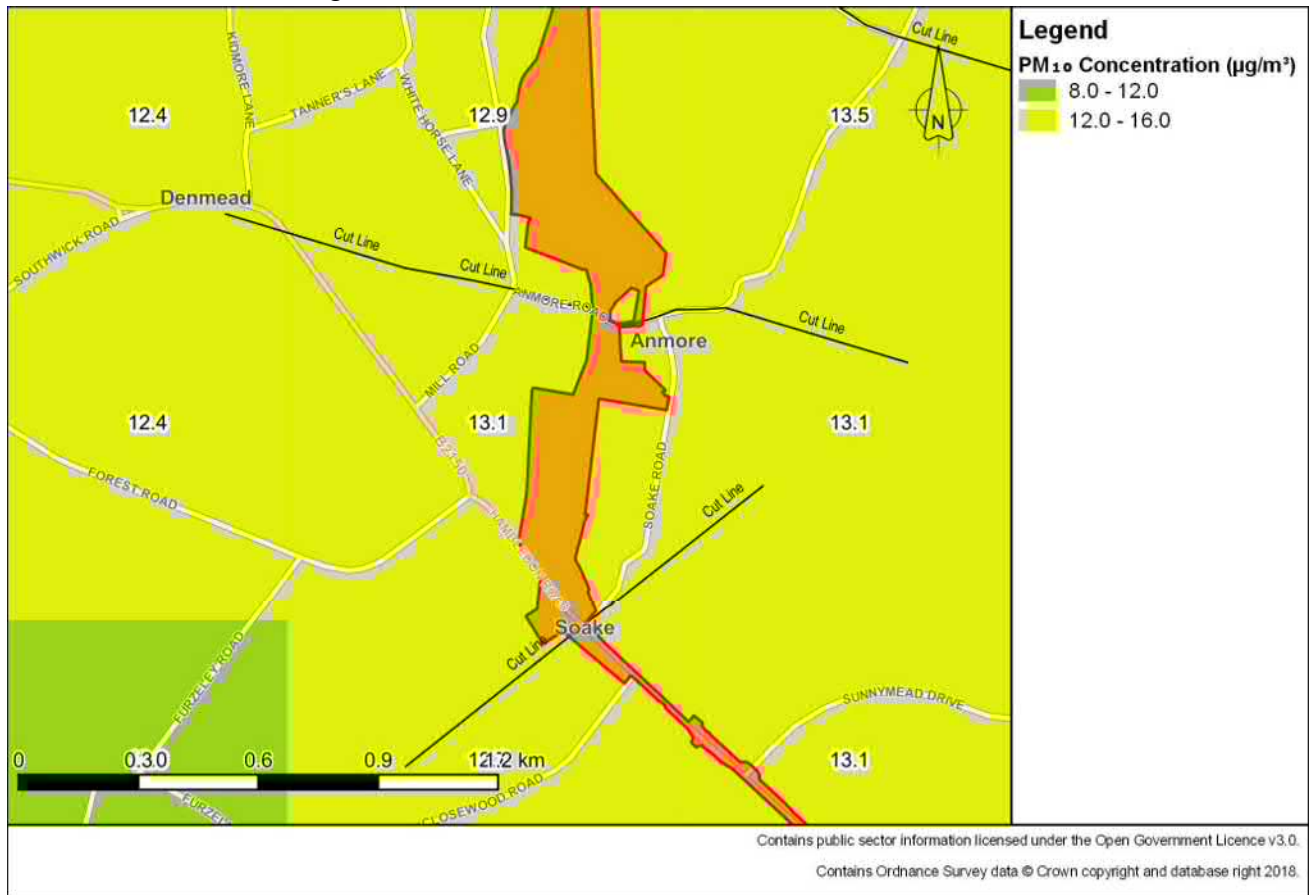 Legend
PM₁₀ Concentration (µg/m³)
8.0 - 12.0
12.0 - 16.0
Cut Line
N
KIDMORE LANE
TANNER'S LANE
WHITE HORSE LANE
12.4
12.9
13.5
Denmead
SOUTHWICK ROAD
Cut Line
Cut Line
ANMORE ROAD
Cut Line
Anmore
MILL ROAD
12.4
13.1
13.1
B2150
FOREST ROAD
SOAKE ROAD
Cut Line
Soake
Cut Line
FURZELEY ROAD
SUNNYMEAD DRIVE
13.1
0
0.6
0.9
km
CLOSEWOOD ROAD
Contains public sector information licensed under the Open Government Licence v3.0.
Contains Ordnance Survey data © Crown copyright and database right 2018.